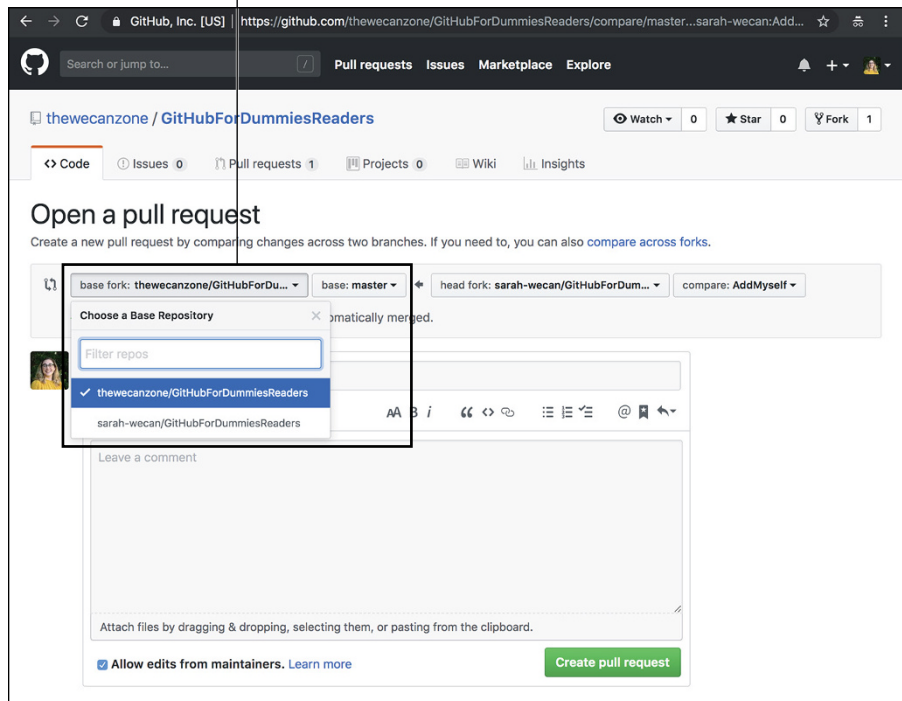 GitHub, Inc. [US] | https://github.com/thewecanzone/GitHubForDummiesReaders/compare/master...sarah-wecan:Add...
Search or jump to... / Pull requests Issues Marketplace Explore
thewecanzone / GitHubForDummiesReaders Watch 0 Star 0 Fork 1
<> Code Issues 0 Pull requests 1 Projects 0 Wiki Insights
Open a pull request
Create a new pull request by comparing changes across two branches. If you need to, you can also compare across forks.
base fork: thewecanzone/GitHubForDu... base: master head fork: sarah-wecan/GitHubForDum... compare: AddMyself
Choose a Base Repository
omatically merged.
Filter repos
thewecanzone/GitHubForDummiesReaders
AA B i
sarah-wecan/GitHubForDummiesReaders
Leave a comment
Attach files by dragging & dropping, selecting them, or pasting from the clipboard.
Allow edits from maintainers. Learn more Create pull request